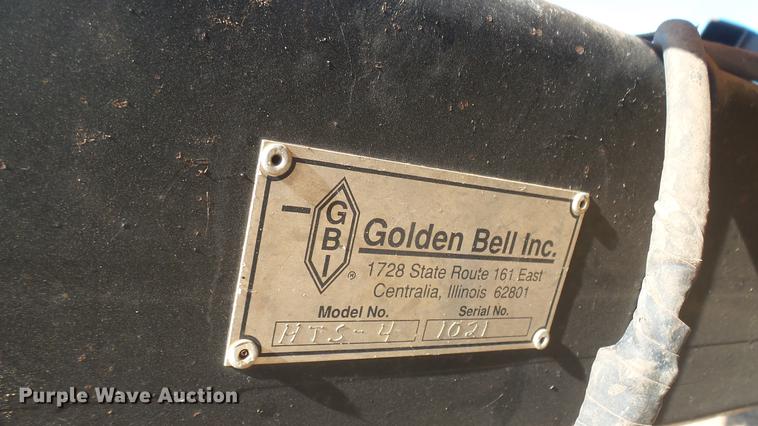 GBI
®
Golden Bell Inc.
1728 State Route 161 East
Centralia, Illinois 62801
Model No. Serial No.
HTS-4 1021
Purple Wave Auction